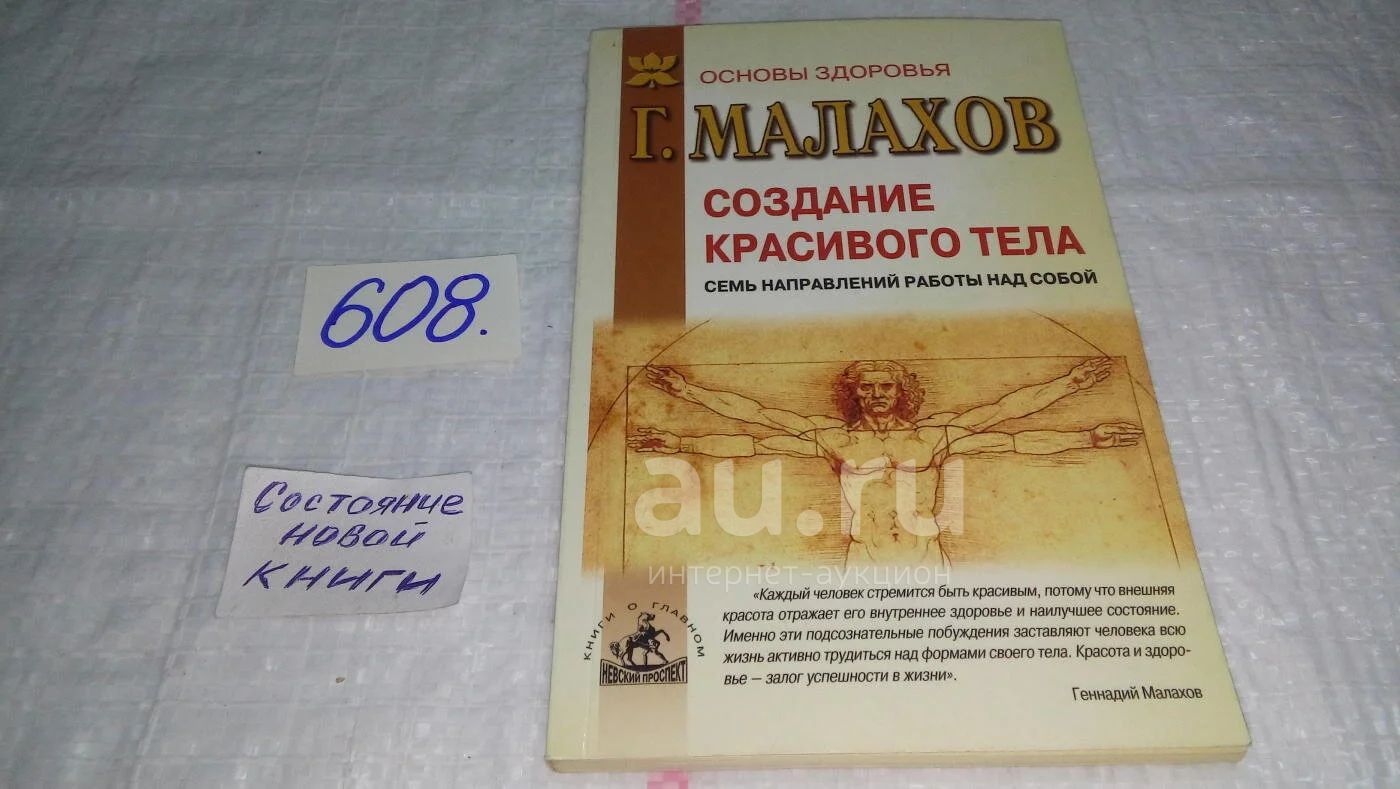 ОСНОВЫ ЗДОРОВЬЯ
Г. МАЛАХОВ
СОЗДАНИЕ
КРАСИВОГО ТЕЛА
СЕМЬ НАПРАВЛЕНИЙ РАБОТЫ НАД СОБОЙ
608.
Состояние
новой
книги
au.ru
интернет-аукцион
«Каждый человек стремится быть красивым, потому что внешняя
красота отражает его внутреннее здоровье и наилучшее состояние.
Именно эти подсознательные побуждения заставляют человека всю
жизнь активно трудиться над формами своего тела. Красота и здоро-
вье — залог успешности в жизни».
Геннадий Малахов
КНИГИ О ГЛАВНОМ
НЕВСКИЙ ПРОСПЕКТ